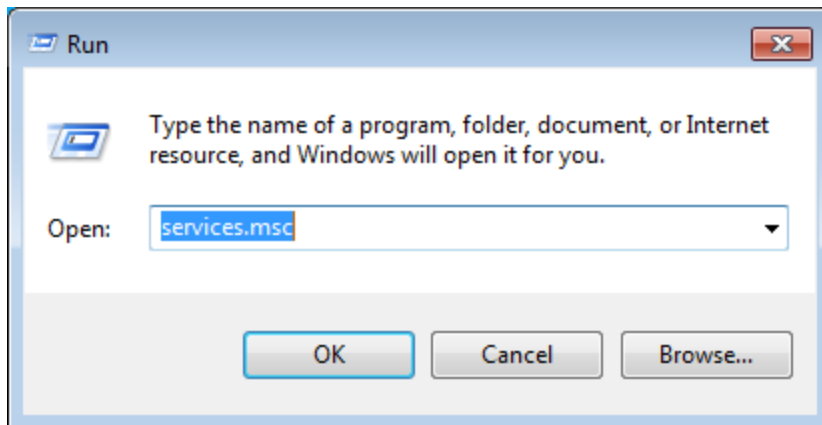 Run
Type the name of a program, folder, document, or Internet
resource, and Windows will open it for you.
Open: services.msc
OK Cancel Browse...